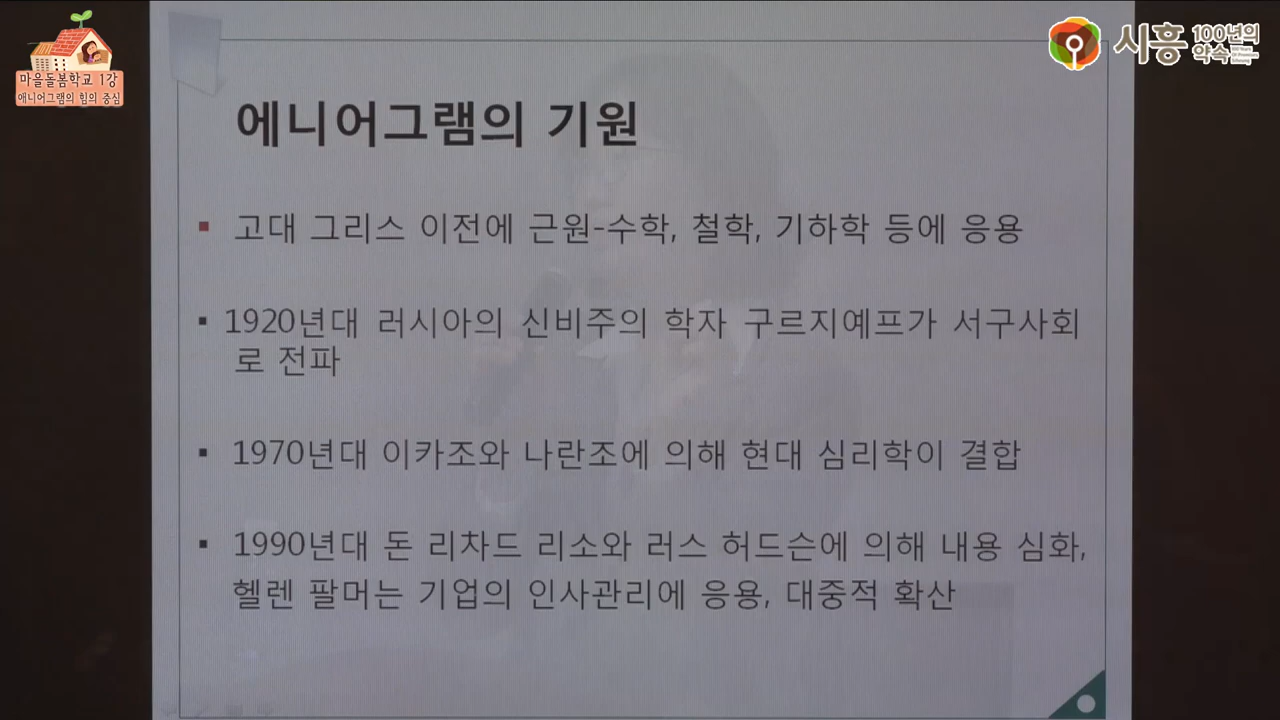 마을돌봄학교 1강
애니어그램의 힘의 중심
시흥 100년의 약속
에니어그램의 기원
고대 그리스 이전에 근원-수학, 철학, 기하학 등에 응용
1920년대 러시아의 신비주의 학자 구르지예프가 서구사회
로 전파
1970년대 이카조와 나란조에 의해 현대 심리학이 결합
1990년대 돈 리차드 리소와 러스 허드슨에 의해 내용 심화,
헬렌 팔머는 기업의 인사관리에 응용, 대중적 확산